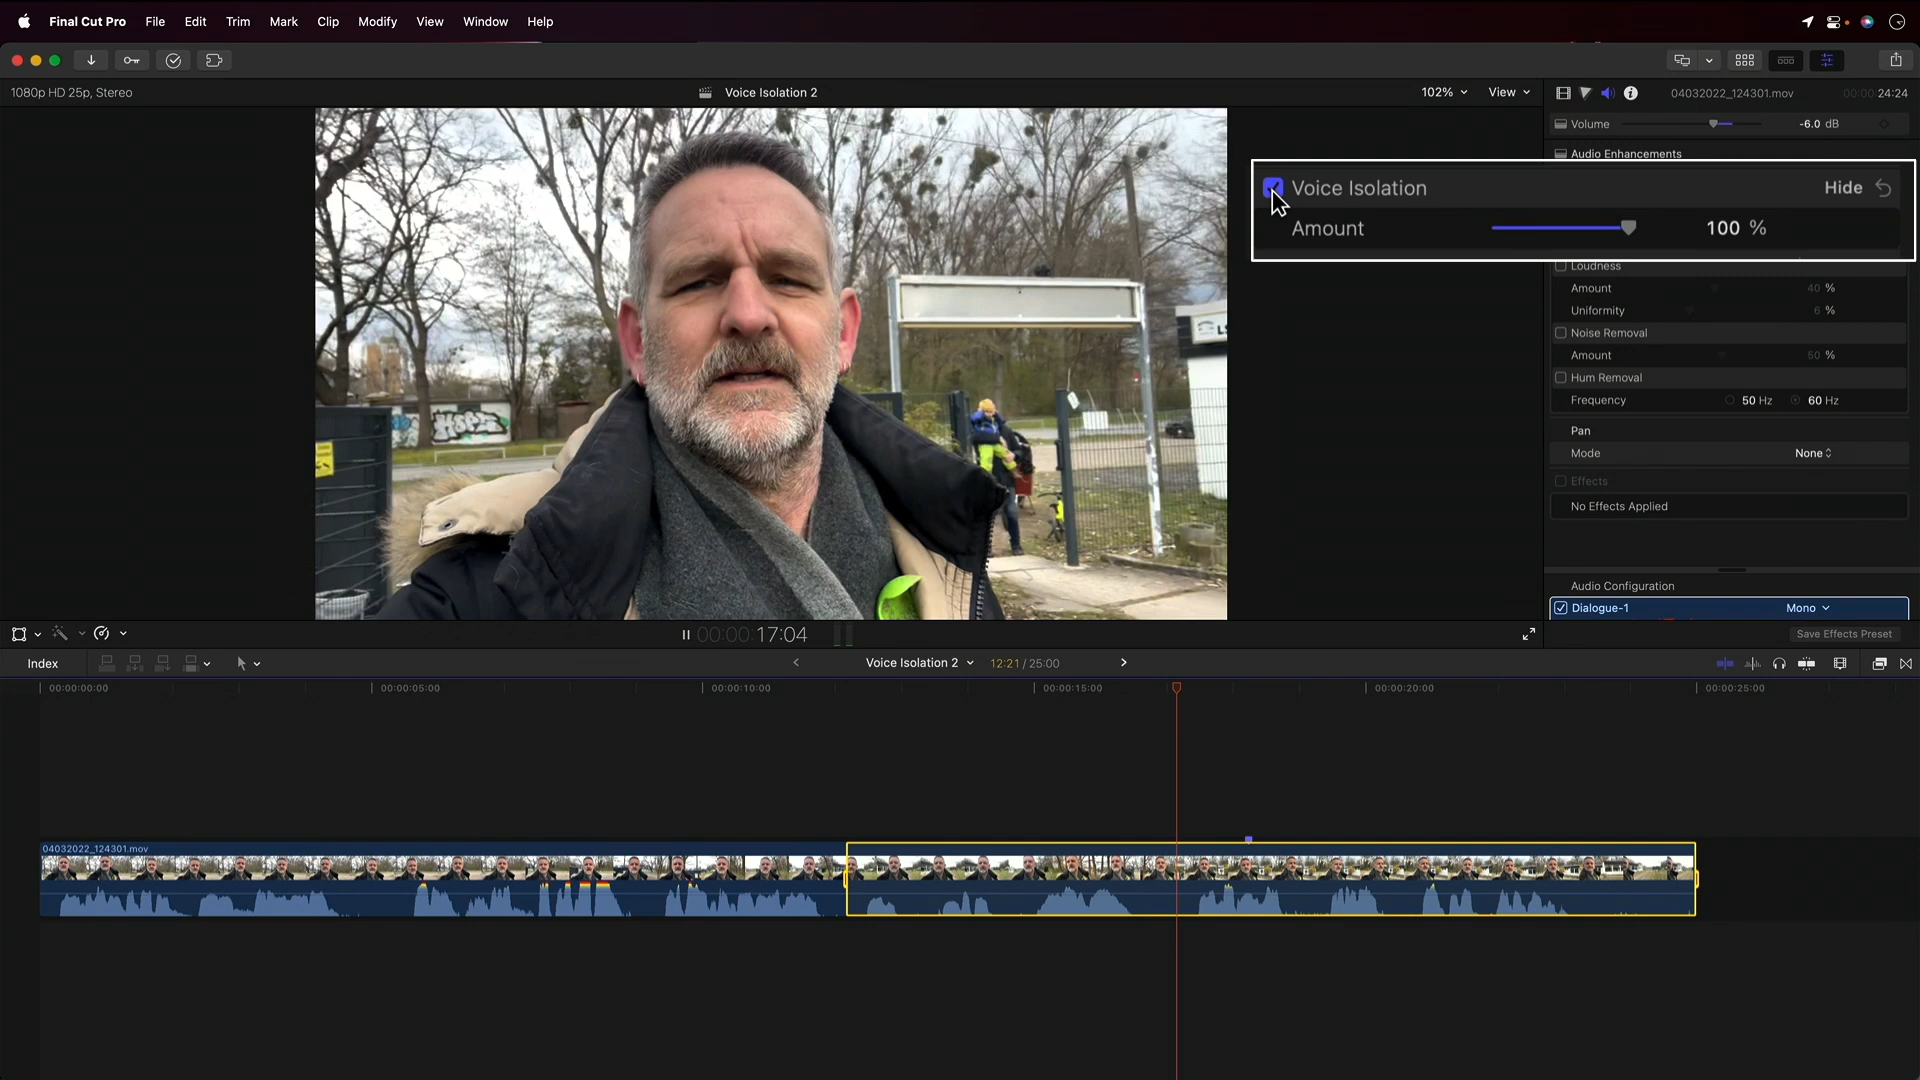 Final Cut Pro File Edit Trim Mark Clip Modify View Window Help
1080p HD 25p, Stereo
Voice Isolation 2
102% View
04032022_124301.mov 00:00:24:24
Volume -6.0 dB
Audio Enhancements
Voice Isolation Hide
Amount 100 %
Loudness
Amount 40 %
Uniformity 6 %
Noise Removal
Amount 50 %
Hum Removal
Frequency 50 Hz 60 Hz
Pan
Mode None
Effects
No Effects Applied
Audio Configuration
Dialogue-1 Mono
Save Effects Preset
00:00:17:04
Index
Voice Isolation 2 12:21 / 25:00
00:00:00:00 00:00:05:00 00:00:10:00 00:00:15:00 00:00:20:00 00:00:25:00
04032022_124301.mov